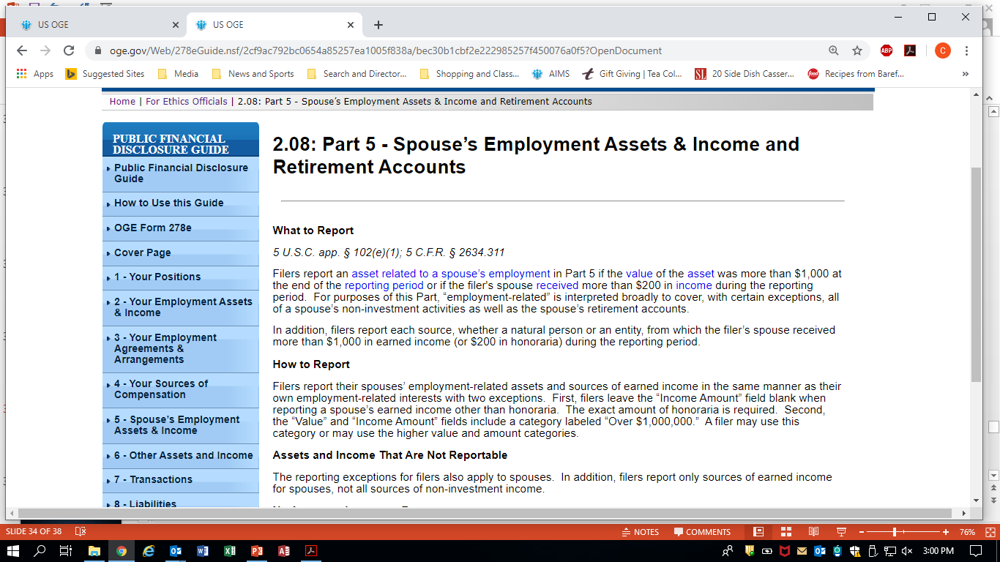 US OGE
US OGE
oge.gov/Web/278eGuide.nsf/2cf9ac792bc0654a85257ea1005f838a/bec30b1cbf2e222985257f450076a0f5?OpenDocument
ABP
C
Apps
Suggested Sites
Media
News and Sports
Search and Director...
Shopping and Class...
AIMS
Gift Giving | Tea Col...
SL
20 Side Dish Casser...
food
Recipes from Baref...
»
Home | For Ethics Officials | 2.08: Part 5 - Spouse’s Employment Assets & Income and Retirement Accounts
PUBLIC FINANCIAL
DISCLOSURE GUIDE
Public Financial Disclosure
Guide
How to Use this Guide
OGE Form 278e
Cover Page
1 - Your Positions
2 - Your Employment Assets
& Income
3 - Your Employment
Agreements &
Arrangements
4 - Your Sources of
Compensation
5 - Spouse’s Employment
Assets & Income
6 - Other Assets and Income
7 - Transactions
8 - Liabilities
2.08: Part 5 - Spouse’s Employment Assets & Income and
Retirement Accounts
What to Report
5 U.S.C. app. § 102(e)(1); 5 C.F.R. § 2634.311
Filers report an asset related to a spouse’s employment in Part 5 if the value of the asset was more than $1,000 at
the end of the reporting period or if the filer's spouse received more than $200 in income during the reporting
period.  For purposes of this Part, “employment-related” is interpreted broadly to cover, with certain exceptions, all
of a spouse’s non-investment activities as well as the spouse’s retirement accounts.
In addition, filers report each source, whether a natural person or an entity, from which the filer’s spouse received
more than $1,000 in earned income (or $200 in honoraria) during the reporting period.
How to Report
Filers report their spouses’ employment-related assets and sources of earned income in the same manner as their
own employment-related interests with two exceptions.  First, filers leave the “Income Amount” field blank when
reporting a spouse’s earned income other than honoraria.  The exact amount of honoraria is required.  Second,
the “Value” and “Income Amount” fields include a category labeled “Over $1,000,000.”  A filer may use this
category or may use the higher value and amount categories.
Assets and Income That Are Not Reportable
The reporting exceptions for filers also apply to spouses.  In addition, filers report only sources of earned income
for spouses, not all sources of non-investment income.
SLIDE 34 OF 38
NOTES
COMMENTS
76%
3:00 PM